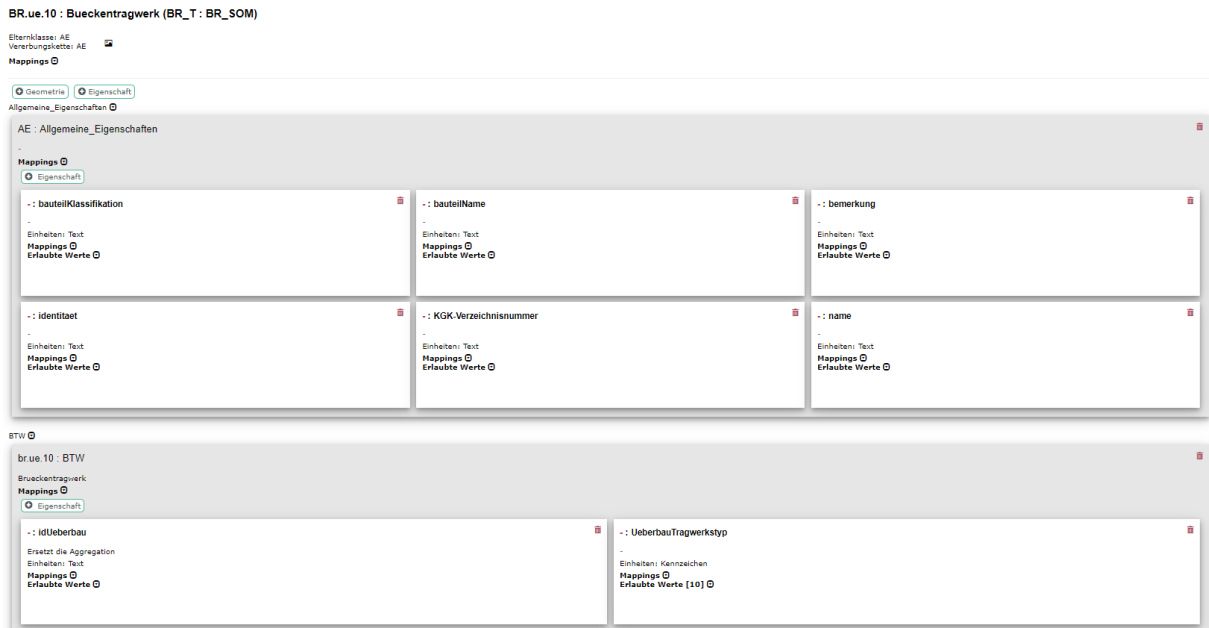 BR.ue.10 : Bueckentragwerk (BR_T : BR_SOM)
Elternklasse: AE
Vererbungskette: AE
Mappings
Geometrie Eigenschaft
Allgemeine_Eigenschaften
AE : Allgemeine_Eigenschaften
-
Mappings
Eigenschaft
- : bauteilKlassifikation
-
Einheiten: Text
Mappings
Erlaubte Werte
- : bauteilName
-
Einheiten: Text
Mappings
Erlaubte Werte
- : bemerkung
-
Einheiten: Text
Mappings
Erlaubte Werte
- : identitaet
-
Einheiten: Text
Mappings
Erlaubte Werte
- : KGK-Verzeichnisnummer
-
Einheiten: Text
Mappings
Erlaubte Werte
- : name
-
Einheiten: Text
Mappings
Erlaubte Werte
BTW
br.ue.10 : BTW
Brueckentragwerk
Mappings
Eigenschaft
- : idUeberbau
Ersetzt die Aggregation
Einheiten: Text
Mappings
Erlaubte Werte
- : UeberbauTragwerkstyp
-
Einheiten: Kennzeichen
Mappings
Erlaubte Werte [10]